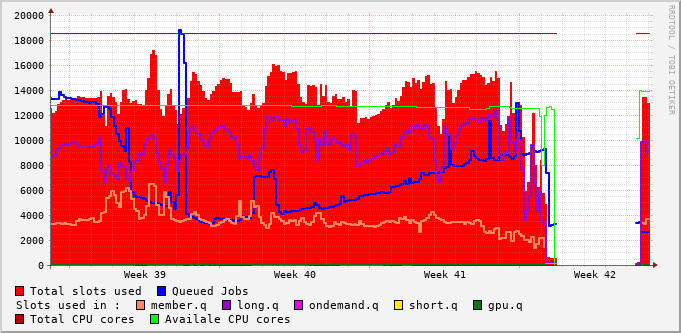 20000
18000
16000
14000
12000
10000
8000
6000
4000
2000
0
Week 39 Week 40 Week 41 Week 42
Total slots used Queued Jobs
Slots used in : member.q long.q ondemand.q short.q gpu.q
Total CPU cores Availale CPU cores
RRDTOOL / TOBI OETIKER